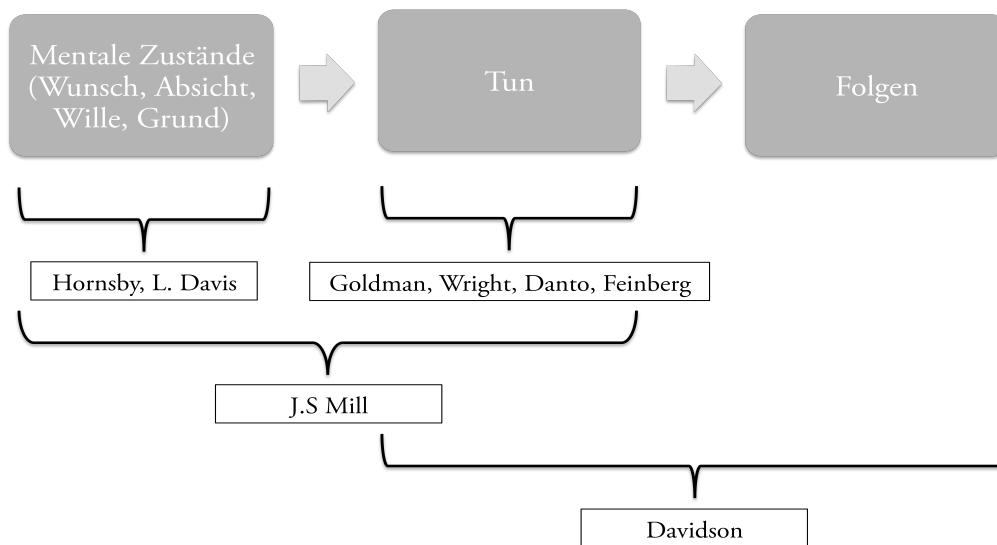 Mentale Zustände
(Wunsch, Absicht,
Wille, Grund)
Tun
Folgen
Hornsby, L. Davis
Goldman, Wright, Danto, Feinberg
J.S Mill
Davidson